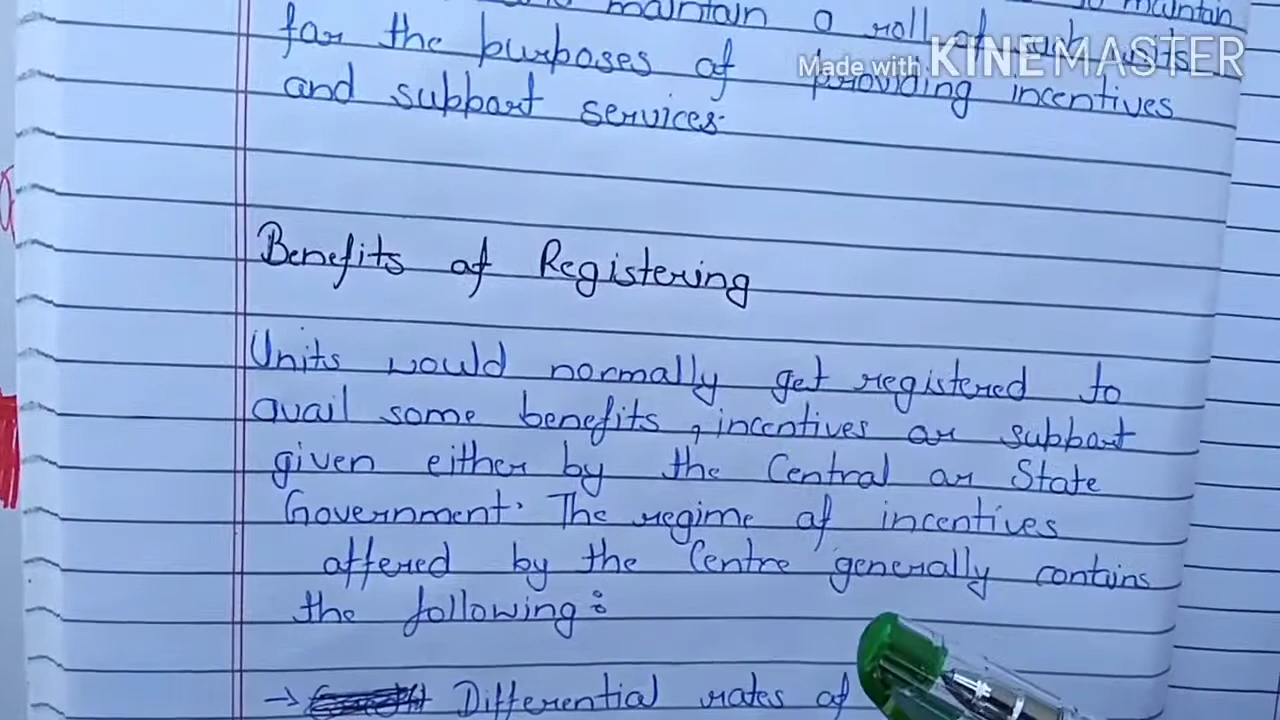 maintain a roll of such units
for the purposes of providing incentives
and support services.
Made with KINEMASTER
Benefits of Registering
Units would normally get registered to
avail some benefits, incentives or support
given either by the Central or State
Government. The regime of incentives
offered by the Centre generally contains
the following:
→ Differential rates of